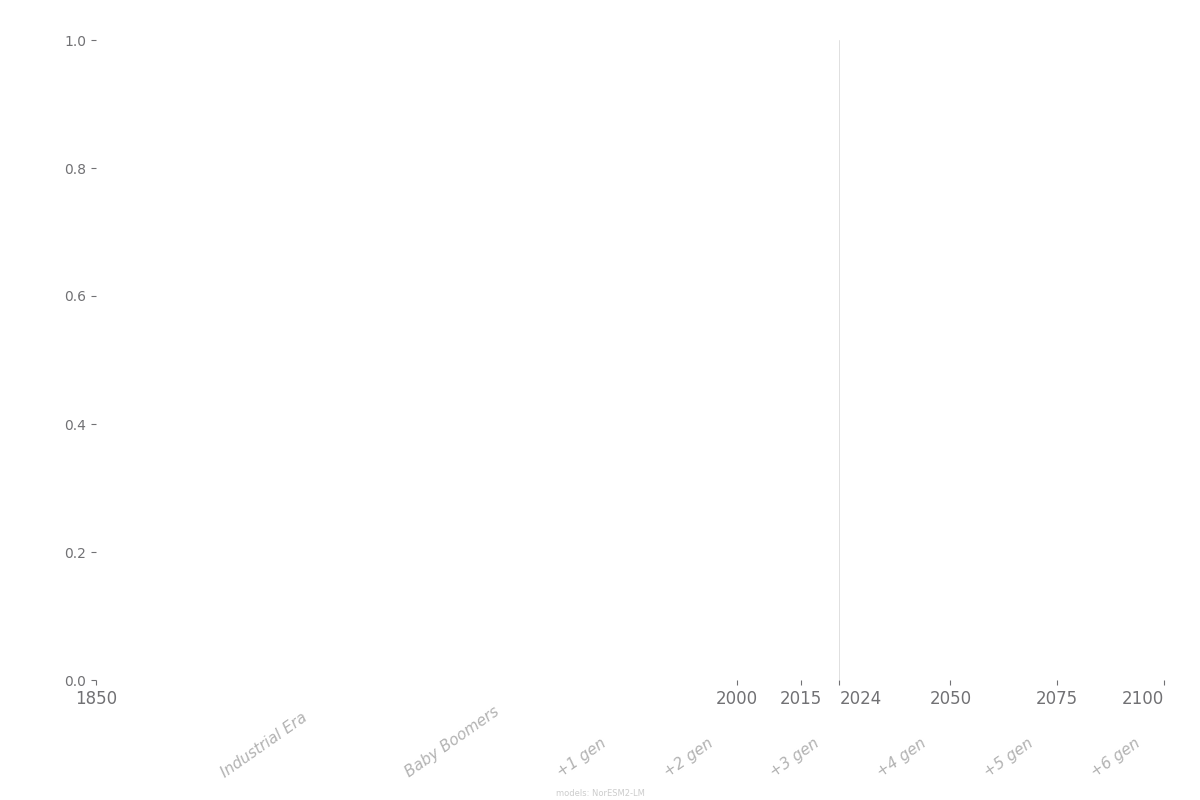 1.0
0.8
0.6
0.4
0.2
0.0
1850 2000 2015 2024 2050 2075 2100
Industrial Era Baby Boomers +1 gen +2 gen +3 gen +4 gen +5 gen +6 gen
models: NorESM2-LM